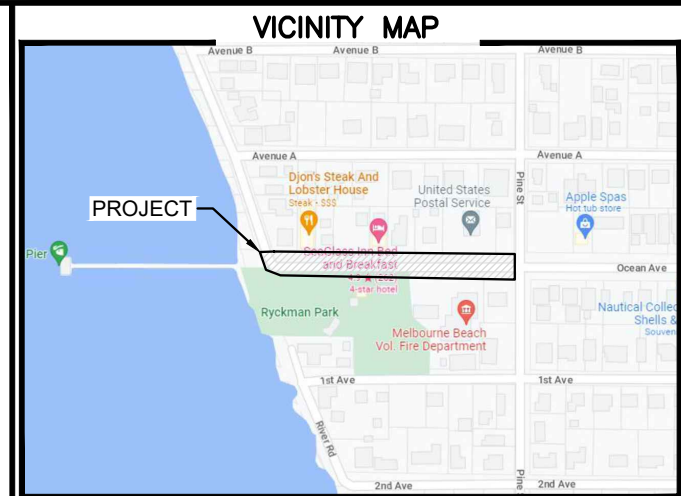 VICINITY MAP
Avenue B
Avenue B
Avenue B
Avenue A
Avenue A
Djon's Steak And
Lobster House
Steak · $$$
United States
Postal Service
Pine St
Apple Spas
Hot tub store
PROJECT
SeaGlass Inn Bed
and Breakfast
4-star hotel
Pier
Ocean Ave
Ryckman Park
Nautical Collec
Shells &
Souven
Melbourne Beach
Vol. Fire Department
1st Ave
1st Ave
River Rd
2nd Ave
Pine
2nd Ave